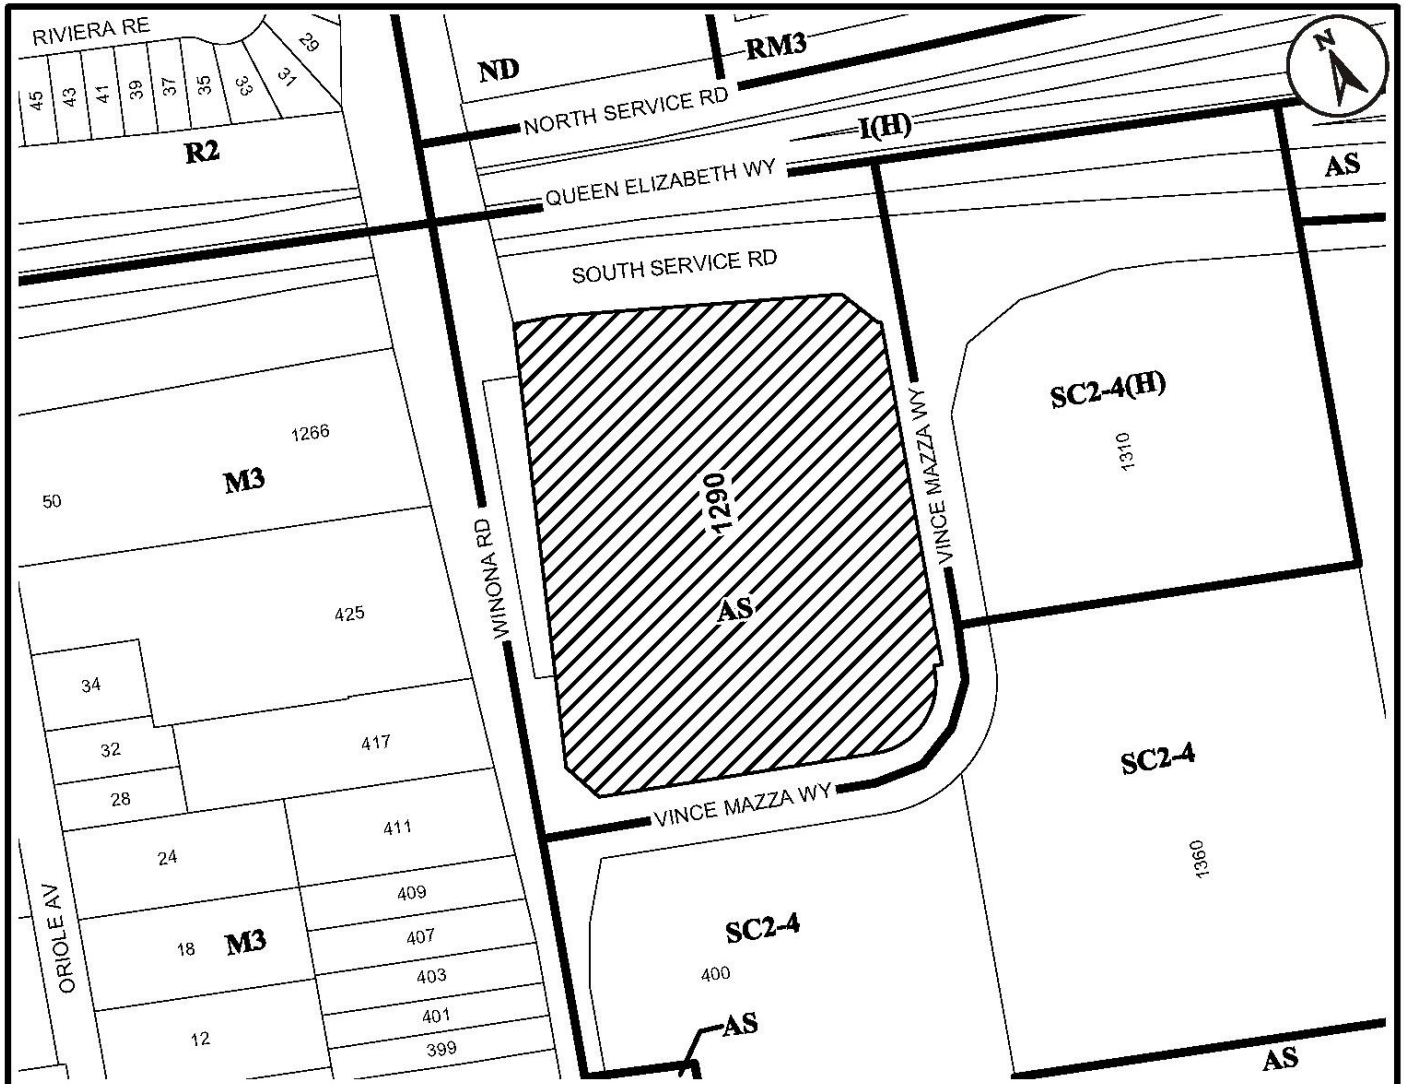 RIVIERA RE
45
43
41
39
37
35
33
31
29
R2
ND
RM3
N
NORTH SERVICE RD
I(H)
AS
QUEEN ELIZABETH WY
SOUTH SERVICE RD
SC2-4(H)
1310
VINCE MAZZA WY
1266
M3
50
1290
AS
WINONA RD
425
34
32
28
417
411
24
409
18
M3
407
403
401
399
12
ORIOLE AV
VINCE MAZZA WY
SC2-4
1360
SC2-4
400
AS
AS